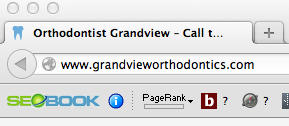 Orthodontist Grandview – Call t...
www.grandvieworthodontics.com
SEOBOOK PageRank b ? ?